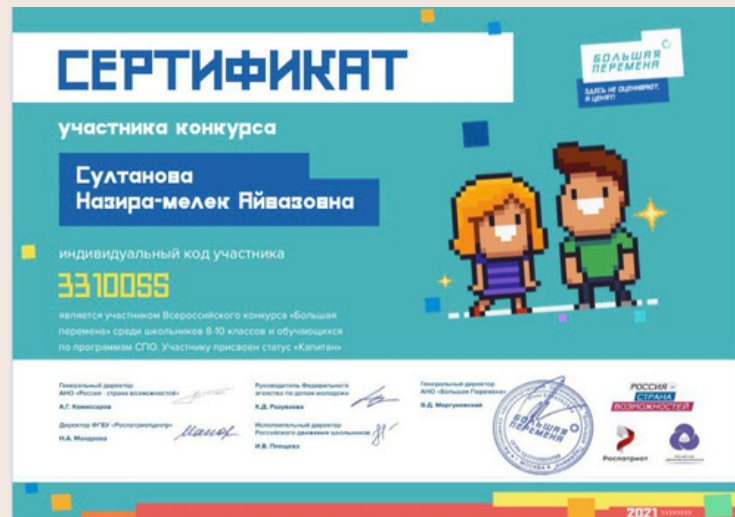 СЕРТИФИКАТ
БОЛЬШАЯ
ПЕРЕМЕНА
ЗДЕСЬ НЕ ОЦЕНИВАЮТ,
А ЦЕНЯТ!
участника конкурса
Султанова
Назира-мелек Айвазовна
индивидуальный код участника
3310055
является участником Всероссийского конкурса «Большая
перемена» среди школьников 8-10 классов и обучающихся
по программам СПО. Участнику присвоен статус «Капитан»
Генеральный директор
АНО «Россия - страна возможностей»
А.Г. Комиссаров
Директор ФГБУ «Роспатриотцентр»
Н.А. Мандрова
Руководитель Федерального
агентства по делам молодежи
К.Д. Разуваева
Исполнительный директор
Российского движения школьников
И.В. Плещева
Генеральный директор
АНО «Большая Перемена»
В.Д. Моргуновский
БОЛЬШАЯ
ПЕРЕМЕНА
МОСКВА
РОССИЯ –
СТРАНА
ВОЗМОЖНОСТЕЙ
Роспатриот
2021